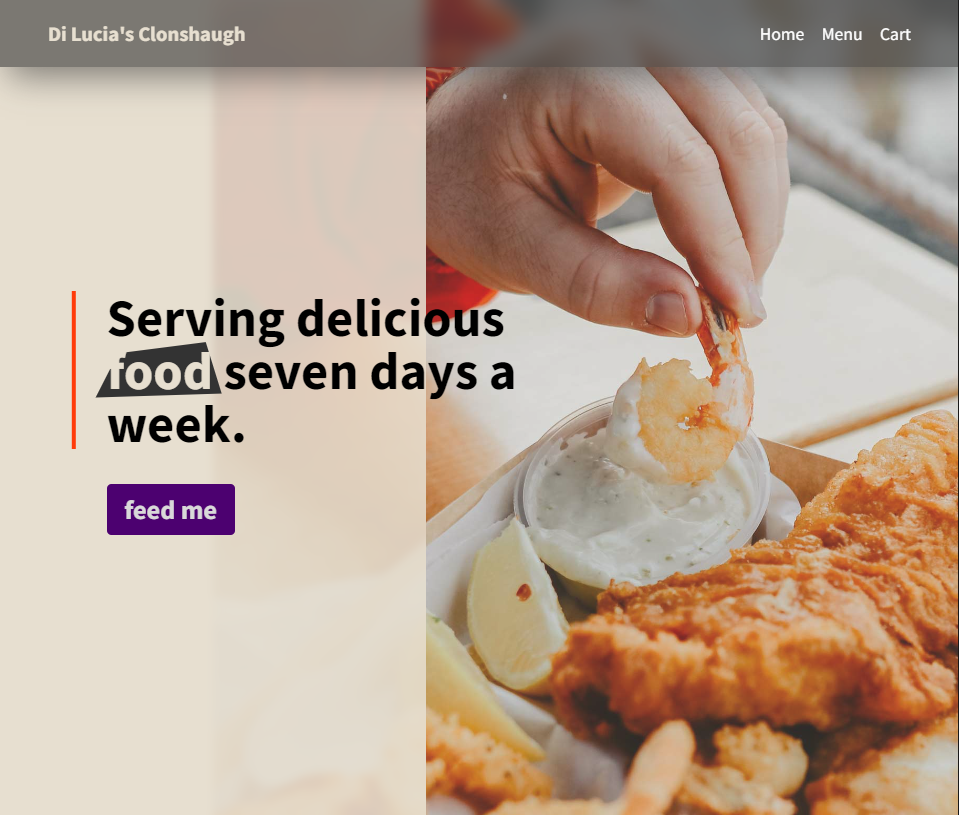 Di Lucia's Clonshaugh
Home Menu Cart
Serving delicious
food seven days a
week.
feed me